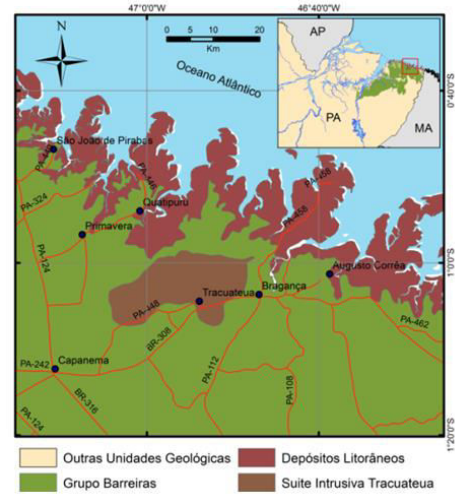 47°0'0"
46°40'0"
N
0 5 10 20
Km
Oceano Atlântico
AP
PA
MA
0°40'0"
São João de Pirabas
PA-324
PA-446
PA-458
Quatipuru
PA-458
Primavera
PA-124
1°0'0"
Augusto Corrêa
Bragança
Tracuateua
PA-448
PA-462
BR-308
PA-242
Capanema
PA-112
PA-108
BR-316
PA-124
1°20'0"
Outras Unidades Geológicas
Depósitos Litorâneos
Grupo Barreiras
Suite Intrusiva Tracuateua